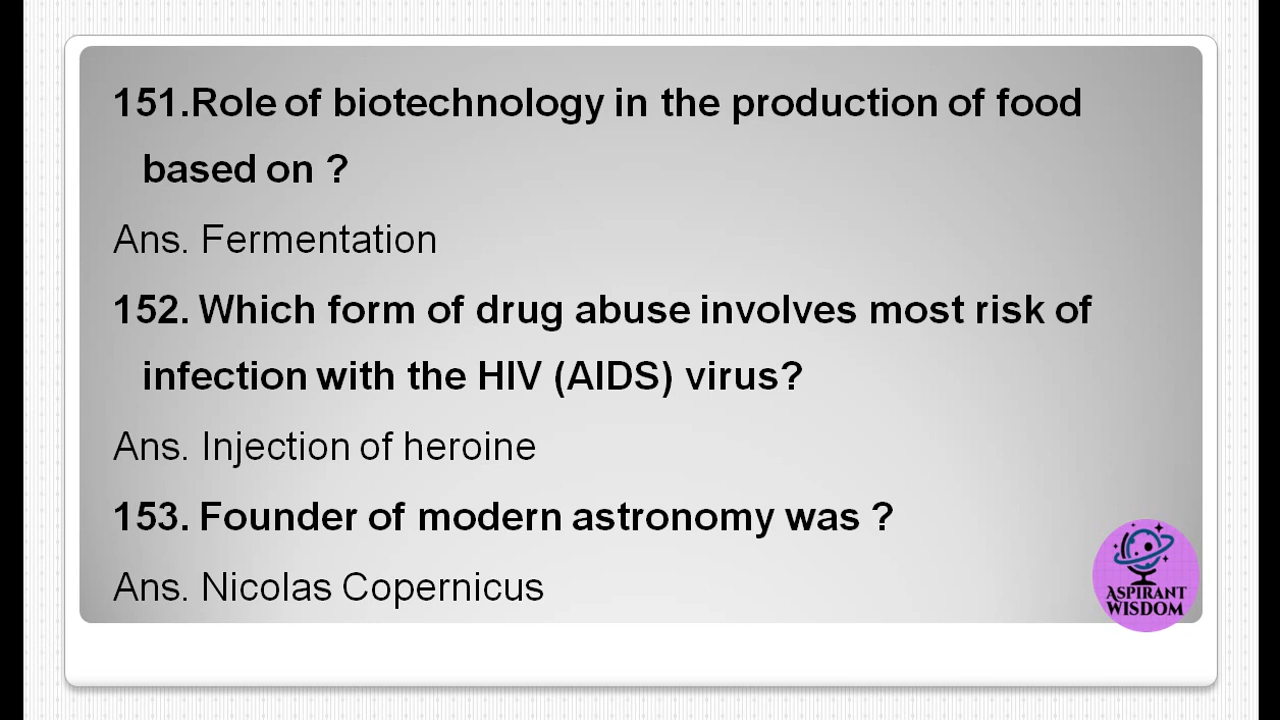 151.Role of biotechnology in the production of food
based on ?
Ans. Fermentation
152. Which form of drug abuse involves most risk of
infection with the HIV (AIDS) virus?
Ans. Injection of heroine
153. Founder of modern astronomy was ?
Ans. Nicolas Copernicus
ASPIRANT
WISDOM